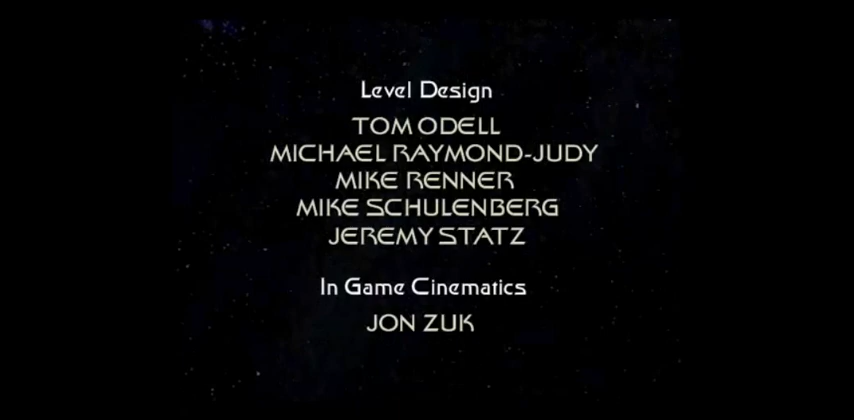 Level Design
TOM ODELL
MICHAEL RAYMOND-JUDY
MIKE RENNER
MIKE SCHULENBERG
JEREMY STATZ
In Game Cinematics
JON ZUK